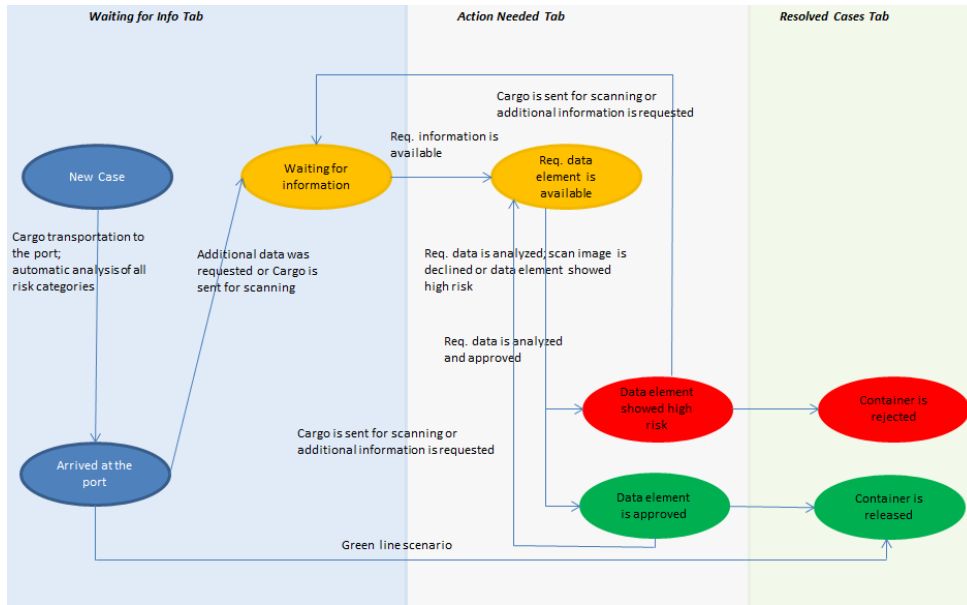 Waiting for Info Tab
Action Needed Tab
Resolved Cases Tab
Cargo is sent for scanning or
additional information is requested
Req. information is
available
New Case
Waiting for
information
Req. data
element is
available
Cargo transportation to
the port;
automatic analysis of all
risk categories
Additional data was
requested or Cargo is
sent for scanning
Req. data is analyzed; scan image is
declined or data element showed
high risk
Req. data is analyzed
and approved
Data element
showed high
risk
Container is
rejected
Cargo is sent for scanning or
additional information is requested
Arrived at the
port
Data element
is approved
Container is
released
Green line scenario